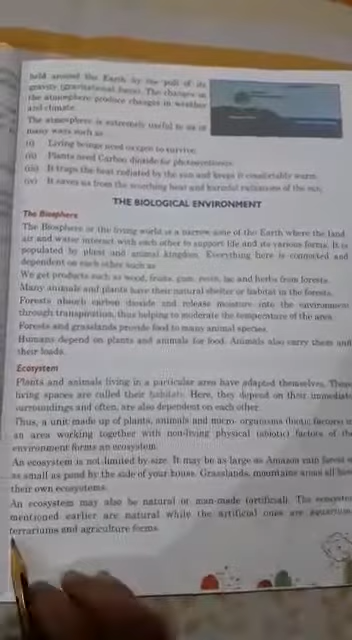 held around the Earth by the pull of its
gravity (gravitational force). The changes in
the atmosphere produce changes in weather
and climate.
The atmosphere is extremely useful to us in
many ways such as
(i) Living beings need oxygen to survive.
(ii) Plants need Carbon dioxide for photosynthesis.
(iii) It traps the heat radiated by the sun and keeps it comfortably warm.
(iv) It saves us from the scorching heat and harmful radiations of the sun.
THE BIOLOGICAL ENVIRONMENT
The Biosphere
The Biosphere or the living world is a narrow zone of the Earth where the land
air and water interact with each other to support life and its various forms. It is
populated by plant and animal kingdom. Everything here is connected and
dependent on each other such as
We get products such as wood, fruits, gum, resin, lac and herbs from forests.
Many animals and plants have their natural shelter or habitat in the forests.
Forests absorb carbon dioxide and release moisture into the environment
through transpiration, thus helping to moderate the temperature of the area.
Forests and grasslands provide food to many animal species.
Humans depend on plants and animals for food. Animals also carry them and
their loads.
Ecosystem
Plants and animals living in a particular area have adapted themselves. These
living spaces are called their habitats. Here, they depend on their immediate
surroundings and often, are also dependent on each other.
Thus, a unit made up of plants, animals and micro- organisms (biotic factors) in
an area working together with non-living physical (abiotic) factors of the
environment forms an ecosystem.
An ecosystem is not limited by size. It may be as large as Amazon rain forest or
as small as pond by the side of your house. Grasslands, mountains areas all have
their own ecosystems.
An ecosystem may also be natural or man-made (artificial). The ecosystem
mentioned earlier are natural while the artificial ones are aquarium,
terrariums and agriculture forms.